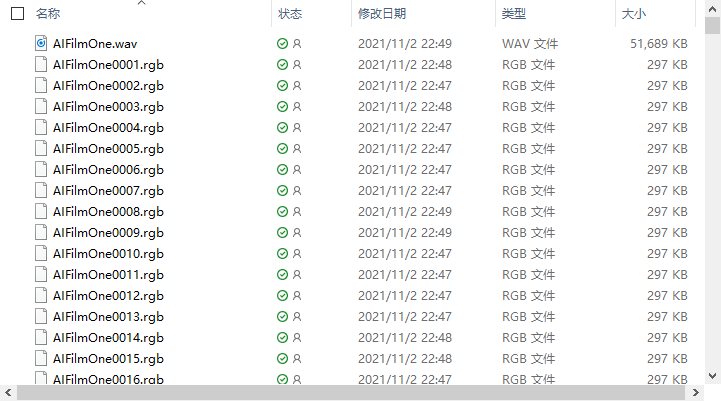 名称 状态 修改日期 类型 大小
AIFilmOne.wav 2021/11/2 22:49 WAV 文件 51,689 KB
AIFilmOne0001.rgb 2021/11/2 22:48 RGB 文件 297 KB
AIFilmOne0002.rgb 2021/11/2 22:47 RGB 文件 297 KB
AIFilmOne0003.rgb 2021/11/2 22:48 RGB 文件 297 KB
AIFilmOne0004.rgb 2021/11/2 22:47 RGB 文件 297 KB
AIFilmOne0005.rgb 2021/11/2 22:47 RGB 文件 297 KB
AIFilmOne0006.rgb 2021/11/2 22:47 RGB 文件 297 KB
AIFilmOne0007.rgb 2021/11/2 22:47 RGB 文件 297 KB
AIFilmOne0008.rgb 2021/11/2 22:49 RGB 文件 297 KB
AIFilmOne0009.rgb 2021/11/2 22:49 RGB 文件 297 KB
AIFilmOne0010.rgb 2021/11/2 22:47 RGB 文件 297 KB
AIFilmOne0011.rgb 2021/11/2 22:47 RGB 文件 297 KB
AIFilmOne0012.rgb 2021/11/2 22:47 RGB 文件 297 KB
AIFilmOne0013.rgb 2021/11/2 22:47 RGB 文件 297 KB
AIFilmOne0014.rgb 2021/11/2 22:48 RGB 文件 297 KB
AIFilmOne0015.rgb 2021/11/2 22:48 RGB 文件 297 KB
AIFilmOne0016.rgb 2021/11/2 22:47 RGB 文件 297 KB